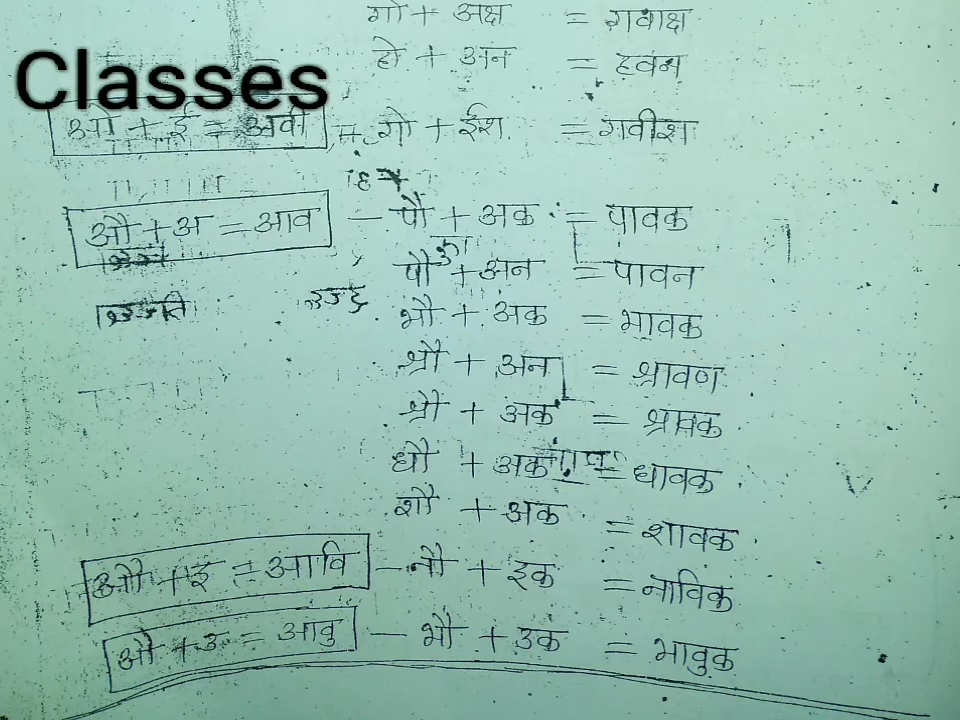 गो + अक्ष = गवाक्ष
Classes
हो + अन = हवन
ओ + ई = अवी - गो + ईश = गवीश
औ + अ = आव - पौ + अक = पावक
पौ + अन = पावन
भौ + अक = भावक
श्रौ + अन = श्रावण
श्रौ + अक = श्रावक
धौ + अक = धावक
शौ + अक = शावक
औ + इ = आवि - नौ + इक = नाविक
औ + उ = आवु - भौ + उक = भावुक